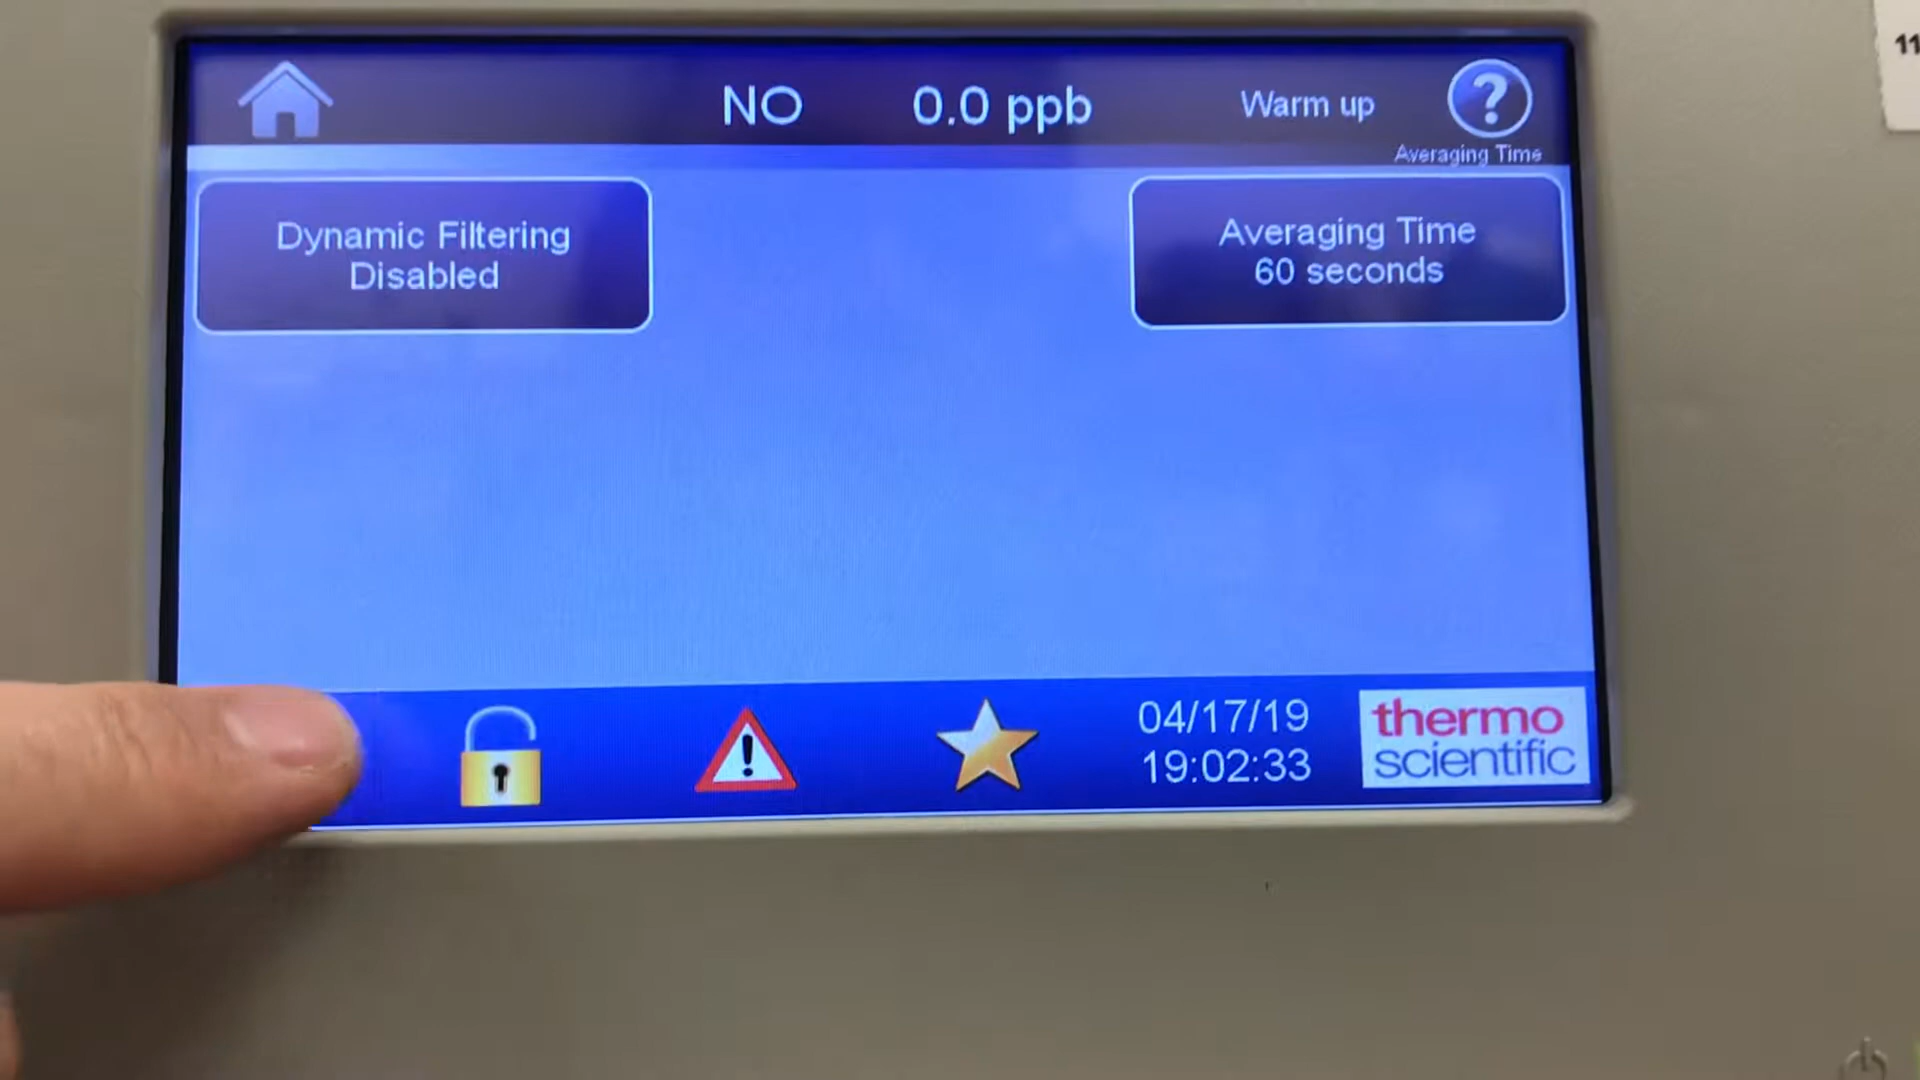 NO 0.0 ppb Warm up ?
Averaging Time
Dynamic Filtering
Disabled
Averaging Time
60 seconds
04/17/19
19:02:33
thermo
scientific
11